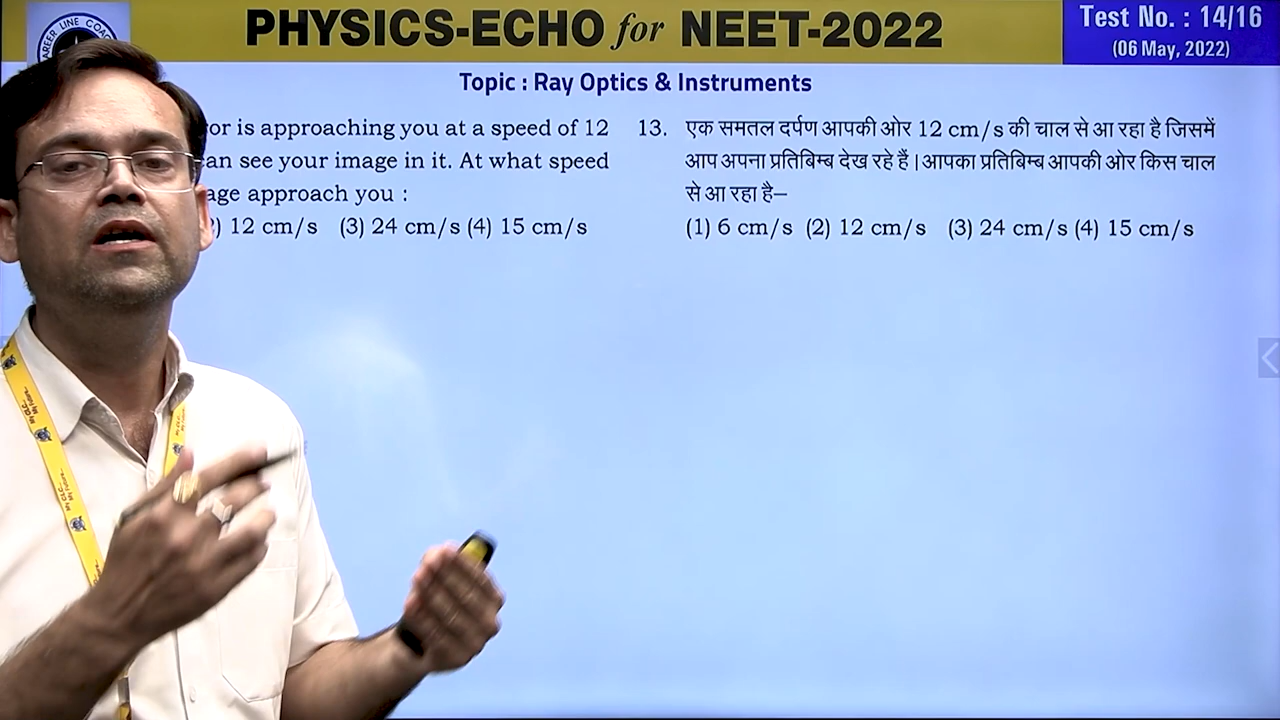 PHYSICS-ECHO for NEET-2022
Test No. : 14/16
(06 May, 2022)
Topic : Ray Optics & Instruments
is approaching you at a speed of 12
can see your image in it. At what speed
approach you :
12 cm/s (3) 24 cm/s (4) 15 cm/s
13. एक समतल दर्पण आपकी ओर 12 cm/s की चाल से आ रहा है जिसमें
आप अपना प्रतिबिम्ब देख रहे हैं। आपका प्रतिबिम्ब आपकी ओर किस चाल
से आ रहा है–
(1) 6 cm/s (2) 12 cm/s (3) 24 cm/s (4) 15 cm/s